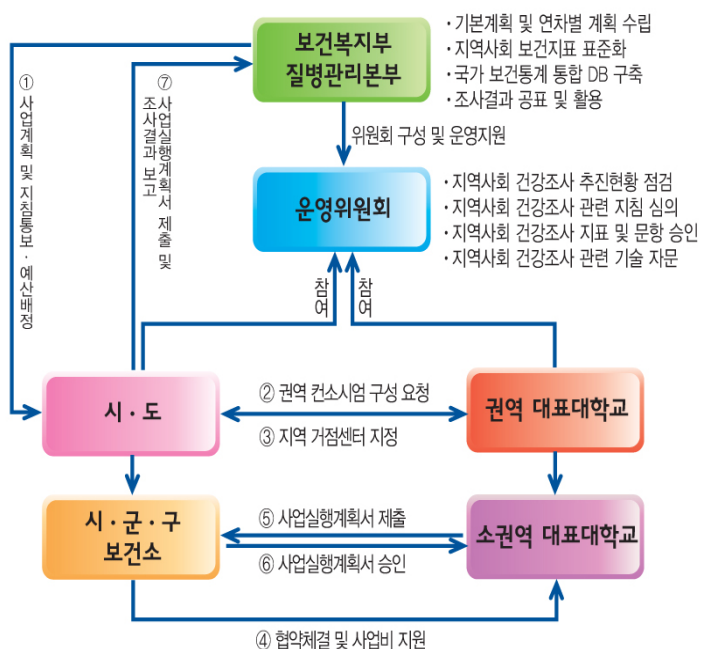 보건복지부
질병관리본부
· 기본계획 및 연차별 계획 수립
· 지역사회 보건지표 표준화
· 국가 보건통계 통합 DB 구축
· 조사결과 공표 및 활용
① 사업계획 및 지침통보 · 예산배정
⑦ 사업실행계획서 제출 및
조사결과 보고
위원회 구성 및 운영지원
운영위원회
· 지역사회 건강조사 추진현황 점검
· 지역사회 건강조사 관련 지침 심의
· 지역사회 건강조사 지표 및 문항 승인
· 지역사회 건강조사 관련 기술 자문
참여
참여
시 · 도
② 권역 컨소시엄 구성 요청
③ 지역 거점센터 지정
권역 대표대학교
시 · 군 · 구
보건소
⑤ 사업실행계획서 제출
⑥ 사업실행계획서 승인
소권역 대표대학교
④ 협약체결 및 사업비 지원